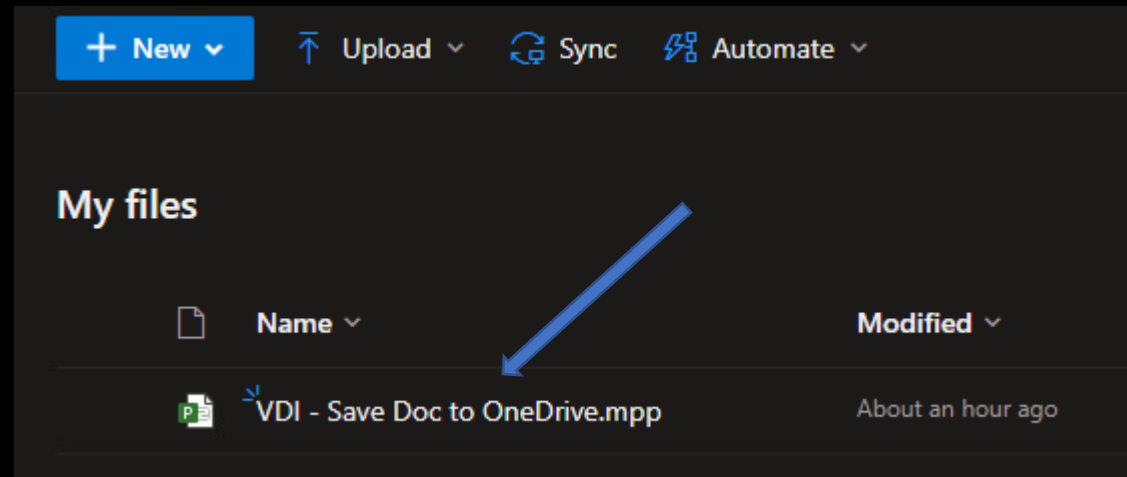 New Upload Sync Automate
My files
Name Modified
P VDI - Save Doc to OneDrive.mpp About an hour ago